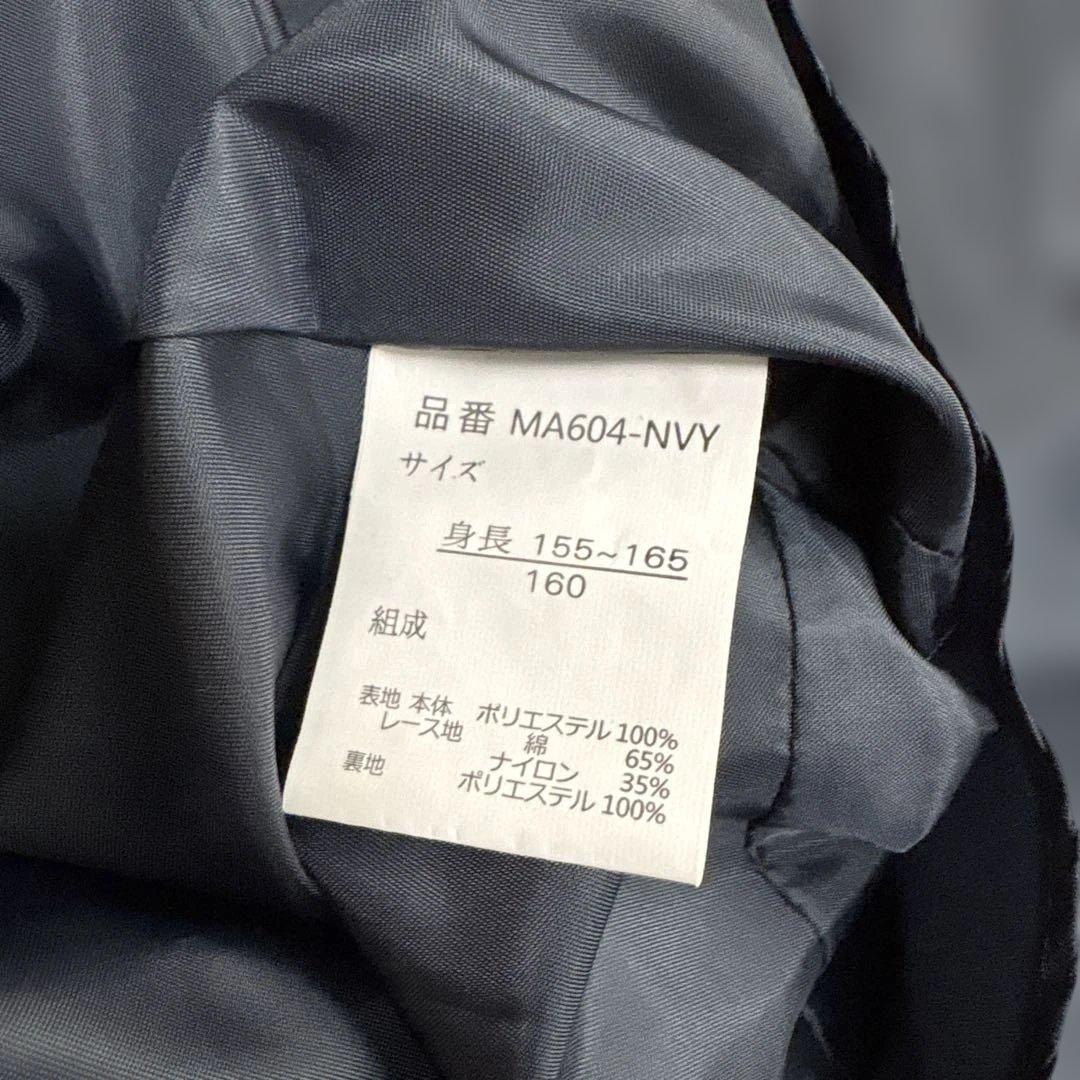 品番 MA604-NVY
サイズ
身長 155~165
160
組成
表地 本体 ポリエステル 100%
レース地 綿 65%
ナイロン 35%
裏地 ポリエステル 100%